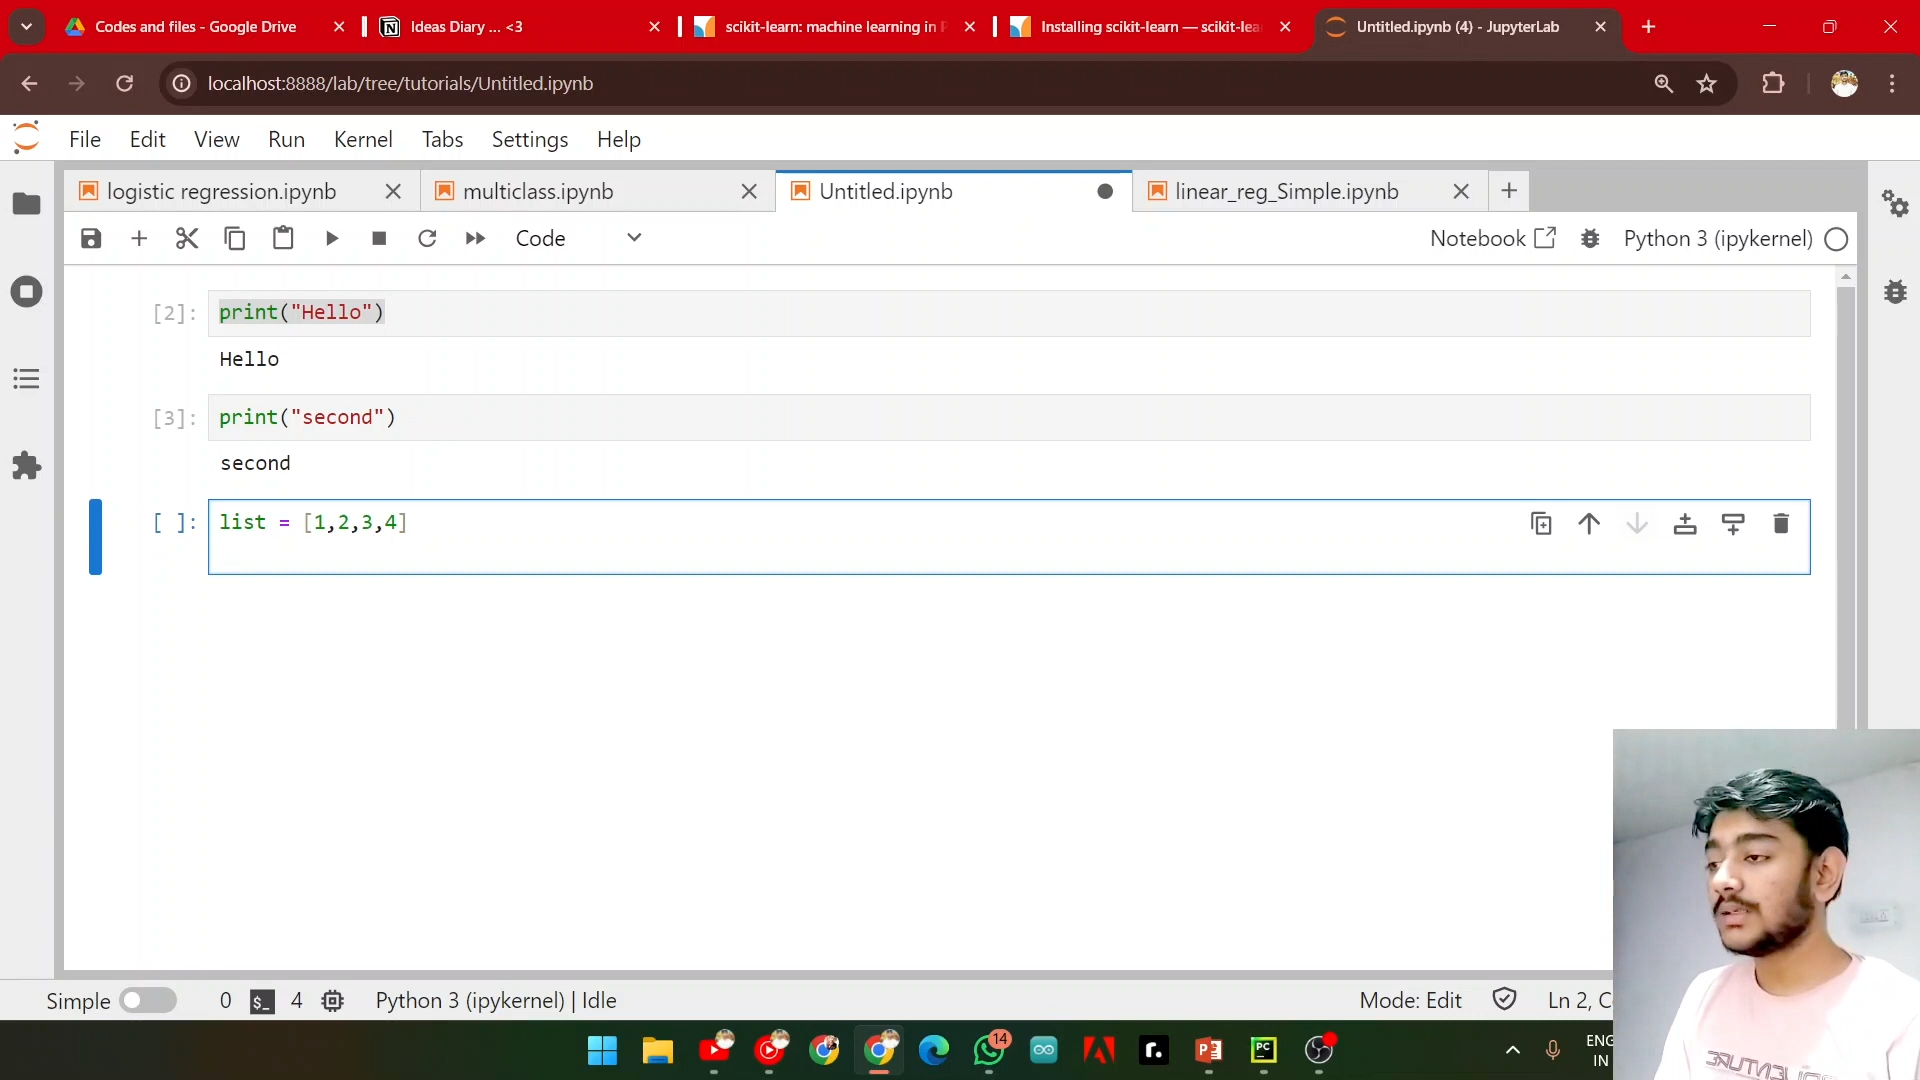 Codes and files - Google Drive
Ideas Diary ... <3
scikit-learn: machine learning in
Installing scikit-learn — scikit-lea
Untitled.ipynb (4) - JupyterLab
localhost:8888/lab/tree/tutorials/Untitled.ipynb
File Edit View Run Kernel Tabs Settings Help
logistic regression.ipynb
multiclass.ipynb
Untitled.ipynb
linear_reg_Simple.ipynb
Code
Notebook
Python 3 (ipykernel)
[2]: print("Hello")
Hello
[3]: print("second")
second
[ ]: list = [1,2,3,4]
Simple 0 $_ 4 Python 3 (ipykernel) | Idle
Mode: Edit Ln 2, C
14
PC
ENG
IN